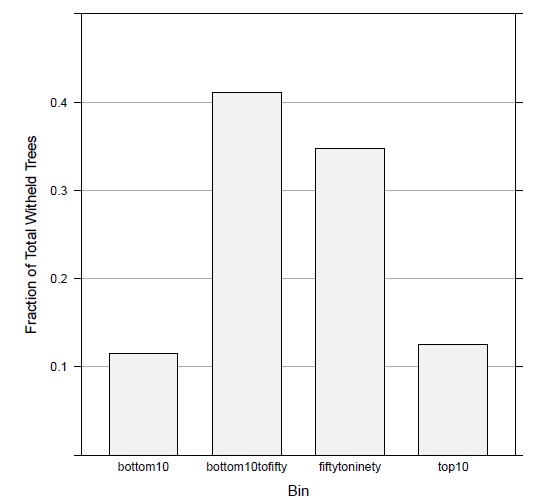 Fraction of Total Witheld Trees
0.4
0.3
0.2
0.1
bottom10 bottom10tofifty fiftytoninety top10
Bin